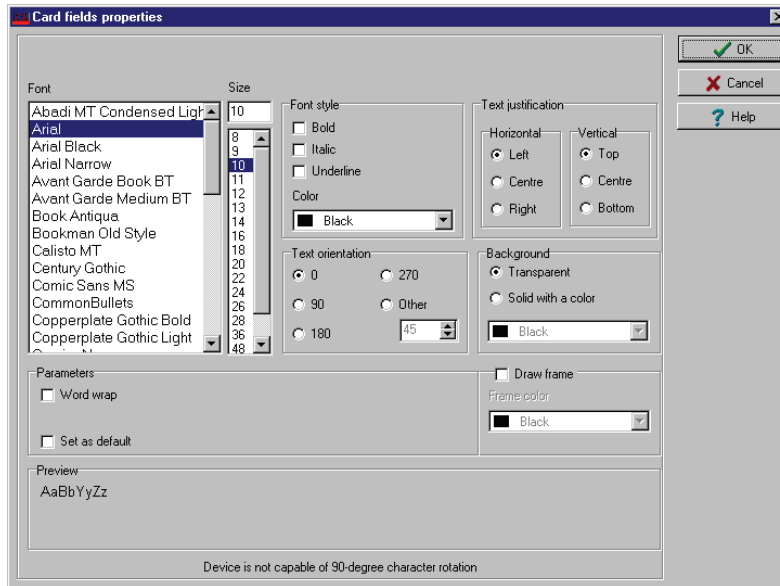 Card fields properties
OK
Cancel
Help
Font
Abadi MT Condensed Ligh
Arial
Arial Black
Arial Narrow
Avant Garde Book BT
Avant Garde Medium BT
Book Antiqua
Bookman Old Style
Calisto MT
Century Gothic
Comic Sans MS
CommonBullets
Copperplate Gothic Bold
Copperplate Gothic Light
Size
10
8
9
10
11
12
13
14
16
18
20
22
24
26
28
36
48
Font style
Bold
Italic
Underline
Color
Black
Text justification
Horizontal
Left
Centre
Right
Vertical
Top
Centre
Bottom
Text orientation
0
90
180
270
Other
45
Background
Transparent
Solid with a color
Black
Parameters
Word wrap
Set as default
Draw frame
Frame color
Black
Preview
AaBbYyZz
Device is not capable of 90-degree character rotation